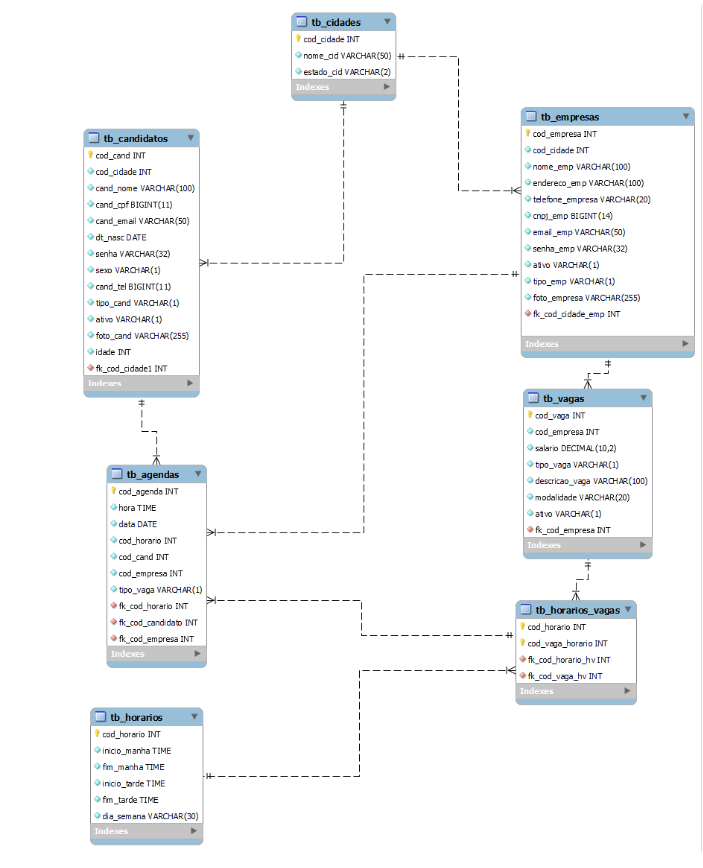 tb_cidades
cod_cidade INT
nome_cid VARCHAR(50)
estado_cid VARCHAR(2)
Indexes
tb_candidatos
cod_cand INT
cod_cidade INT
cand_nome VARCHAR(100)
cand_cpf BIGINT(11)
cand_email VARCHAR(50)
dt_nasc DATE
senha VARCHAR(32)
sexo VARCHAR(1)
cand_tel BIGINT(11)
tipo_cand VARCHAR(1)
ativo VARCHAR(1)
foto_cand VARCHAR(255)
idade INT
fk_cod_cidade1 INT
Indexes
tb_empresas
cod_empresa INT
cod_cidade INT
nome_emp VARCHAR(100)
endereco_emp VARCHAR(100)
telefone_empresa VARCHAR(20)
cnpj_emp BIGINT(14)
email_emp VARCHAR(50)
senha_emp VARCHAR(32)
ativo VARCHAR(1)
tipo_emp VARCHAR(1)
foto_empresa VARCHAR(255)
fk_cod_cidade_emp INT
Indexes
tb_vagas
cod_vaga INT
cod_empresa INT
salario DECIMAL(10,2)
tipo_vaga VARCHAR(1)
descricao_vaga VARCHAR(100)
modalidade VARCHAR(20)
ativo VARCHAR(1)
fk_cod_empresa INT
Indexes
tb_agendas
cod_agenda INT
hora TIME
data DATE
cod_horario INT
cod_cand INT
cod_empresa INT
tipo_vaga VARCHAR(1)
fk_cod_horario INT
fk_cod_candidato INT
fk_cod_empresa INT
Indexes
tb_horarios_vagas
cod_horario INT
cod_vaga_horario INT
fk_cod_horario_hv INT
fk_cod_vaga_hv INT
Indexes
tb_horarios
cod_horario INT
inicio_manha TIME
fim_manha TIME
inicio_tarde TIME
fim_tarde TIME
dia_semana VARCHAR(30)
Indexes